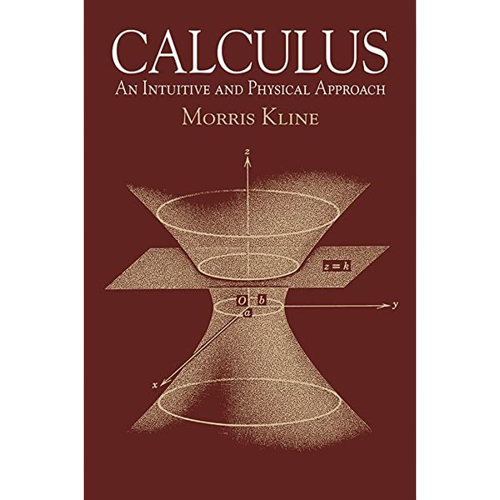 CALCULUS
AN INTUITIVE AND PHYSICAL APPROACH
MORRIS KLINE
z
z = k
O b
y
a
x